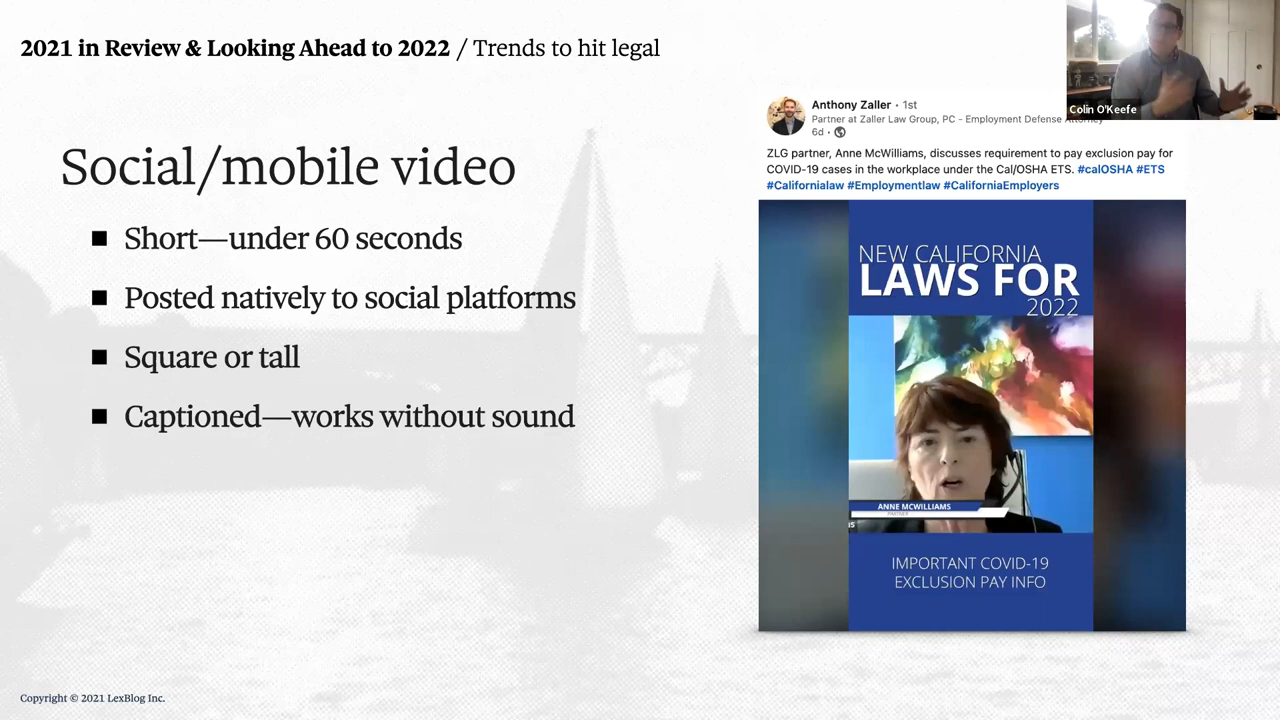 2021 in Review & Looking Ahead to 2022 / Trends to hit legal
Colin O'Keefe
Social/mobile video
■ Short—under 60 seconds
■ Posted natively to social platforms
■ Square or tall
■ Captioned—works without sound
Anthony Zaller • 1st
Partner at Zaller Law Group, PC - Employment Defense Attorney
6d •
ZLG partner, Anne McWilliams, discusses requirement to pay exclusion pay for
COVID-19 cases in the workplace under the Cal/OSHA ETS. #calOSHA #ETS
#Californialaw #Employmentlaw #CaliforniaEmployers
NEW CALIFORNIA
LAWS FOR
2022
ANNE MCWILLIAMS
PARTNER
IMPORTANT COVID-19
EXCLUSION PAY INFO
Copyright © 2021 LexBlog Inc.